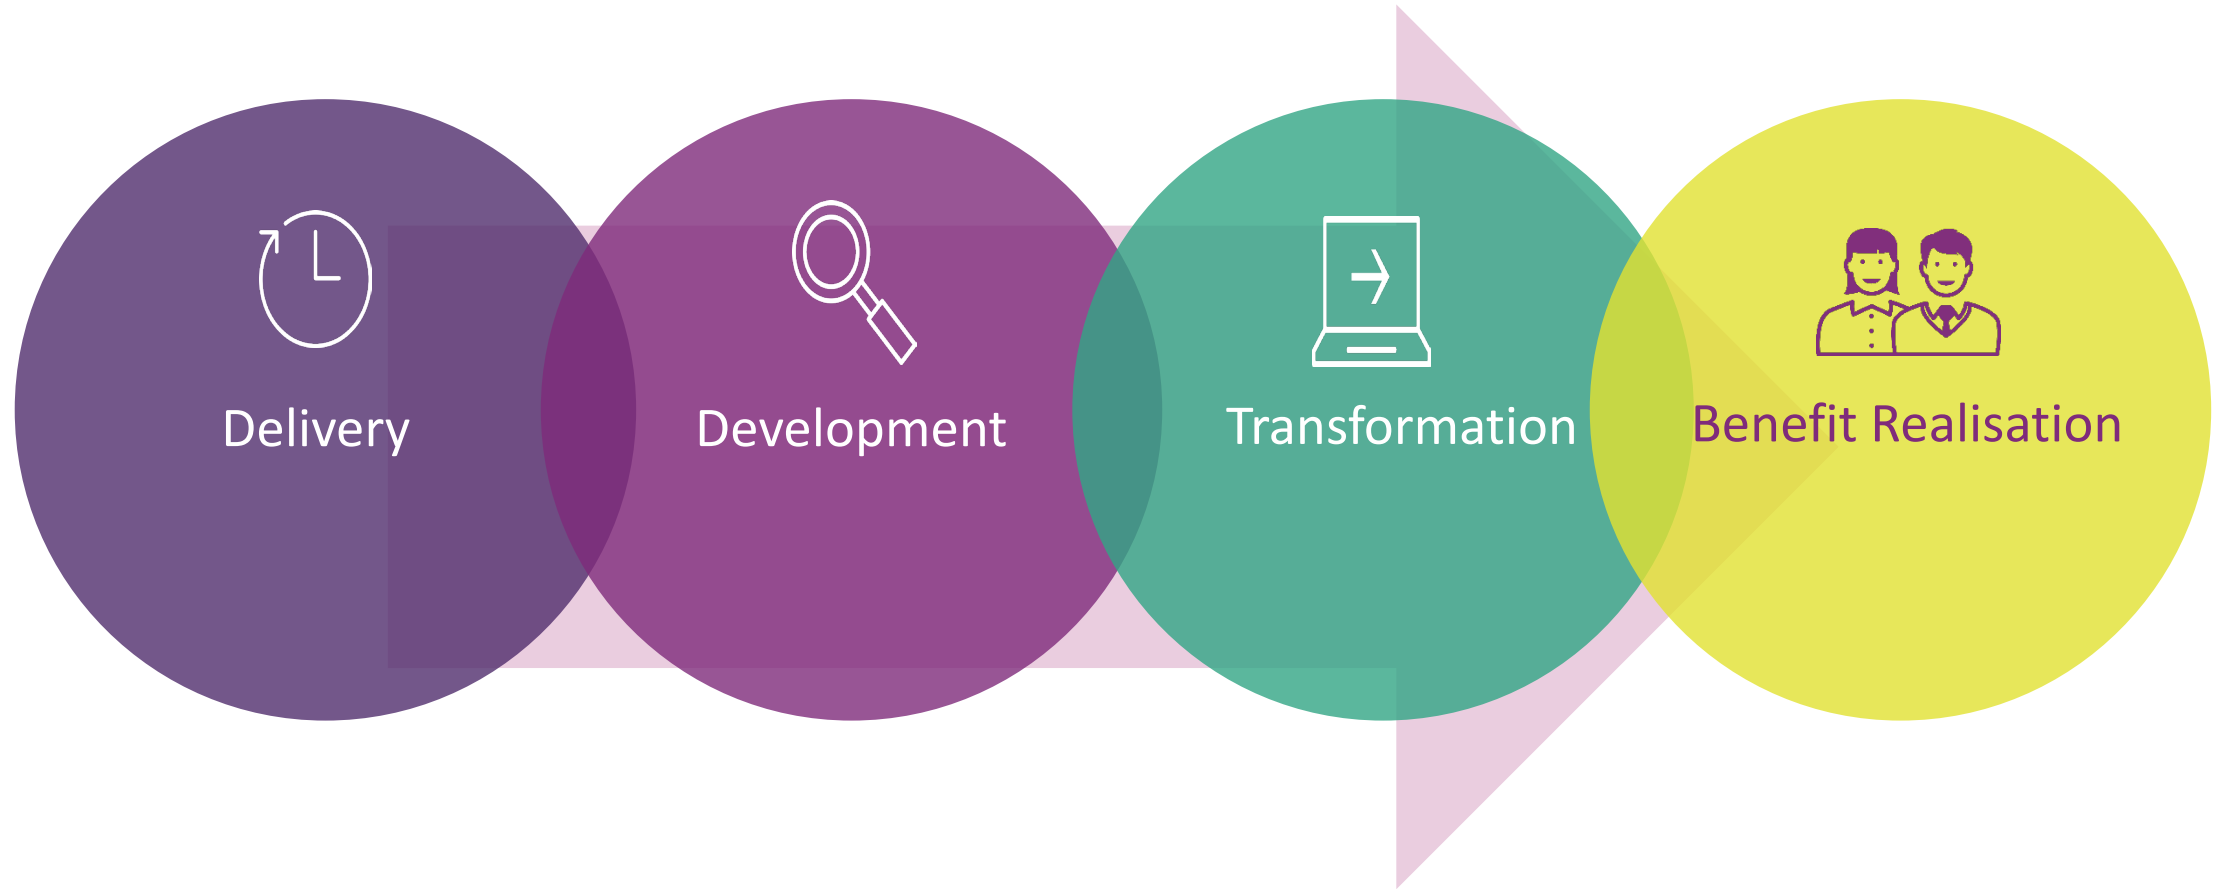 Delivery
Development
Transformation
Benefit Realisation